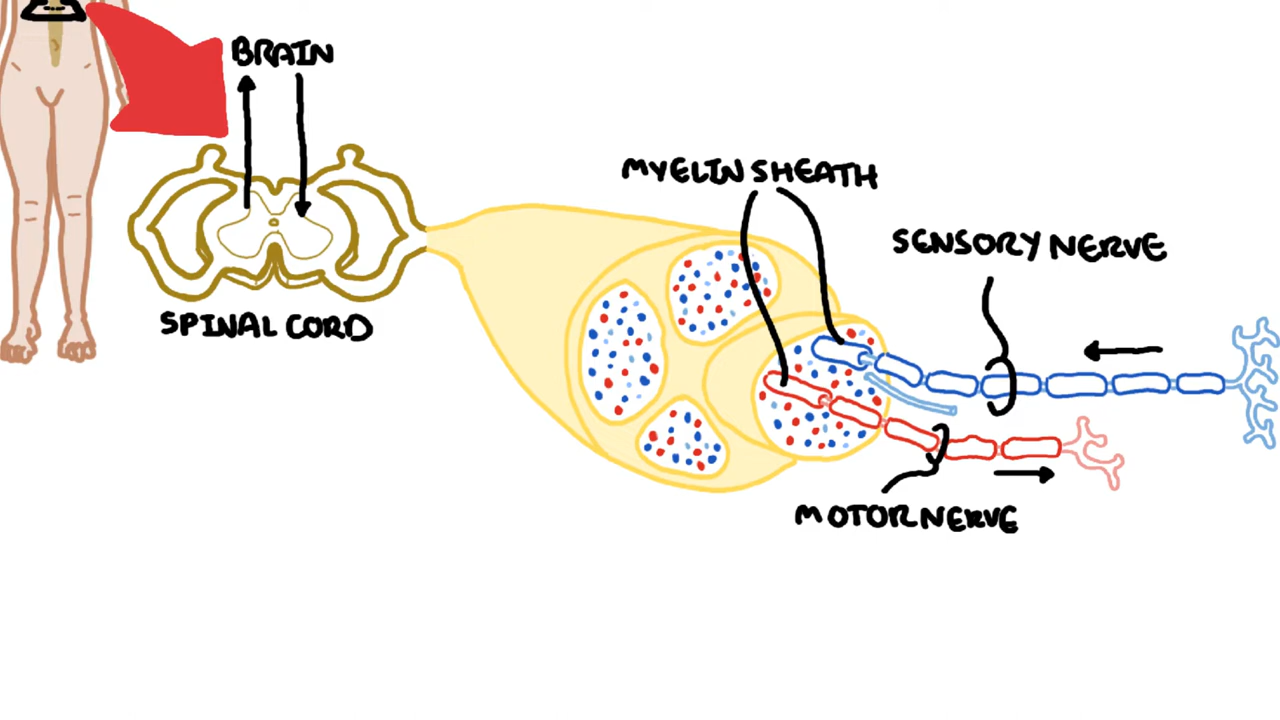 BRAIN
MYELIN SHEATH
SENSORY NERVE
SPINAL CORD
MOTOR NERVE